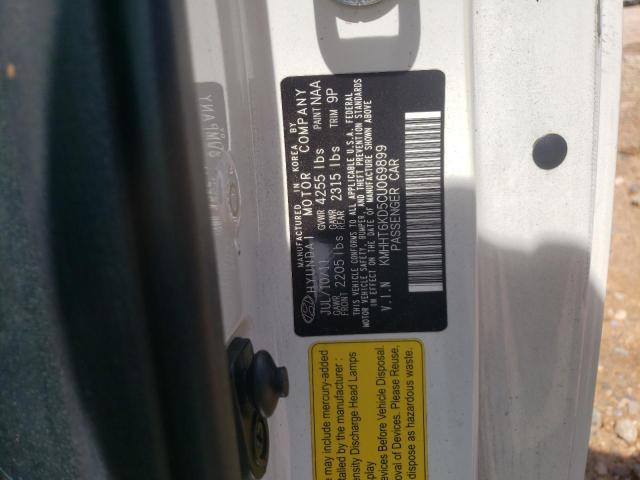 MANUFACTURED IN KOREA BY
HYUNDAI MOTOR COMPANY
JUL/10/11 GVWR 4255 lbs PAINT NAA
GAWR FRONT 2205 lbs GAWR REAR 2315 lbs TRIM 9P
THIS VEHICLE CONFORMS TO ALL APPLICABLE U.S.A. FEDERAL
MOTOR VEHICLE SAFETY, BUMPER, AND THEFT PREVENTION STANDARDS
IN EFFECT ON THE DATE OF MANUFACTURE SHOWN ABOVE
V.I.N KMHHT6KD5CU069899
PASSENGER CAR
may include mercury-added
talled by the manufacturer :
ensity Discharge Head Lamps
play
evices Before Vehicle Disposal.
oval of Devices. Please Reuse,
dispose as hazardous waste.